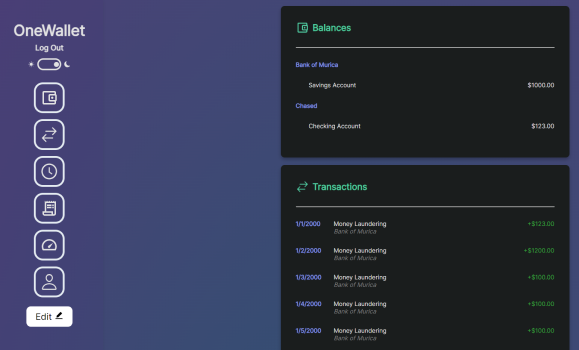 OneWallet
Log Out
Edit
Balances
Bank of Murica
Savings Account $1000.00
Chased
Checking Account $123.00
Transactions
1/1/2000 Money Laundering +$123.00
Bank of Murica
1/2/2000 Money Laundering +$1200.00
Bank of Murica
1/3/2000 Money Laundering +$100.00
Bank of Murica
1/4/2000 Money Laundering +$100.00
Bank of Murica
1/5/2000 Money Laundering +$100.00
Bank of Murica